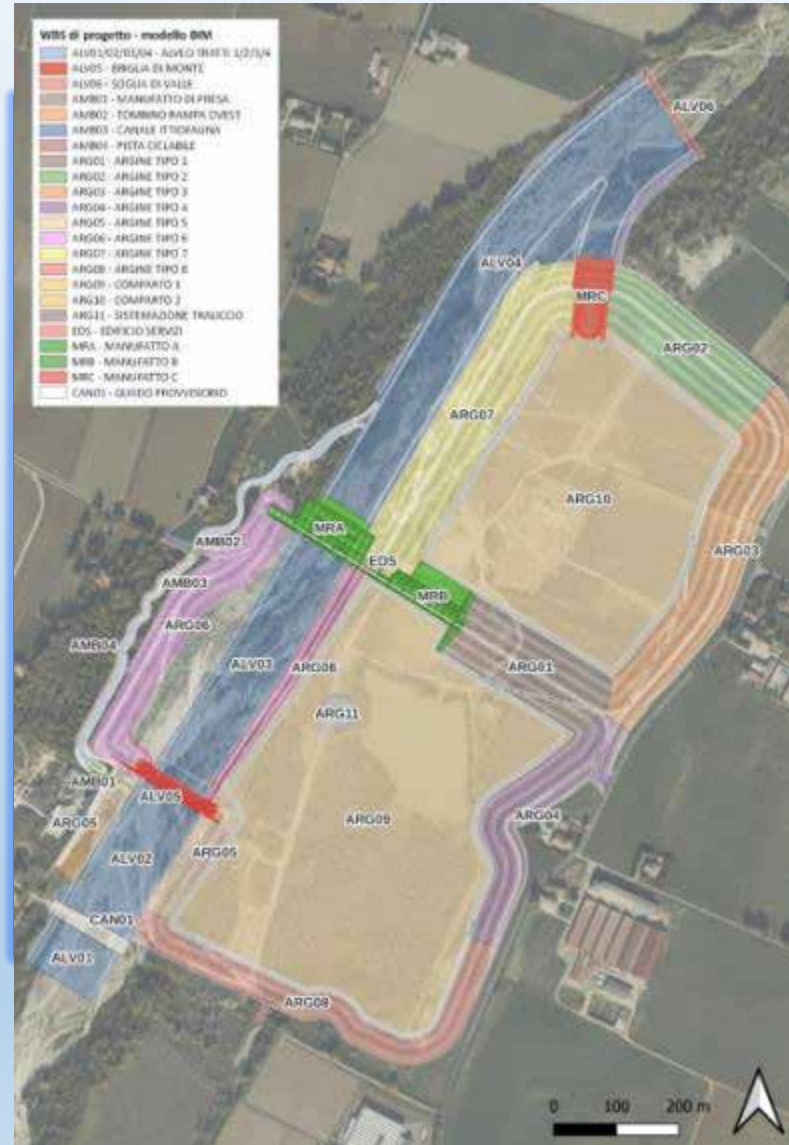 WBS di progetto - modello BIM
ALV01/02/03/04 - ALVEO TRATTI 1/2/3/4
ALV05 - BRIGLIA DI MONTE
ALV06 - SOGLIA DI VALLE
AMB01 - MANUFATTO DI PRESA
AMB02 - TOMBINO RAMPA OVEST
AMB03 - CANALE ITTIOFAUNA
AMB04 - PISTA CICLABILE
ARG01 - ARGINE TIPO 1
ARG02 - ARGINE TIPO 2
ARG03 - ARGINE TIPO 3
ARG04 - ARGINE TIPO 4
ARG05 - ARGINE TIPO 5
ARG06 - ARGINE TIPO 6
ARG07 - ARGINE TIPO 7
ARG08 - ARGINE TIPO 8
ARG09 - COMPARTO 1
ARG10 - COMPARTO 2
ARG11 - SISTEMAZIONE TRALICCIO
EDS - EDIFICIO SERVIZI
MRA - MANUFATTO A
MRB - MANUFATTO B
MRC - MANUFATTO C
CAN01 - GUADO PROVVISORIO
ALV06
ALV04
MRC
ARG02
ARG07
ARG10
MRA
AMB02
ARG03
EDS
AMB03
MRB
ARG06
AMB04
ALV03
ARG06
ARG01
ARG11
AMB01
ALV05
ARG05
ARG09
ARG04
ARG05
ALV02
CAN01
ALV01
ARG08
0 100 200 m